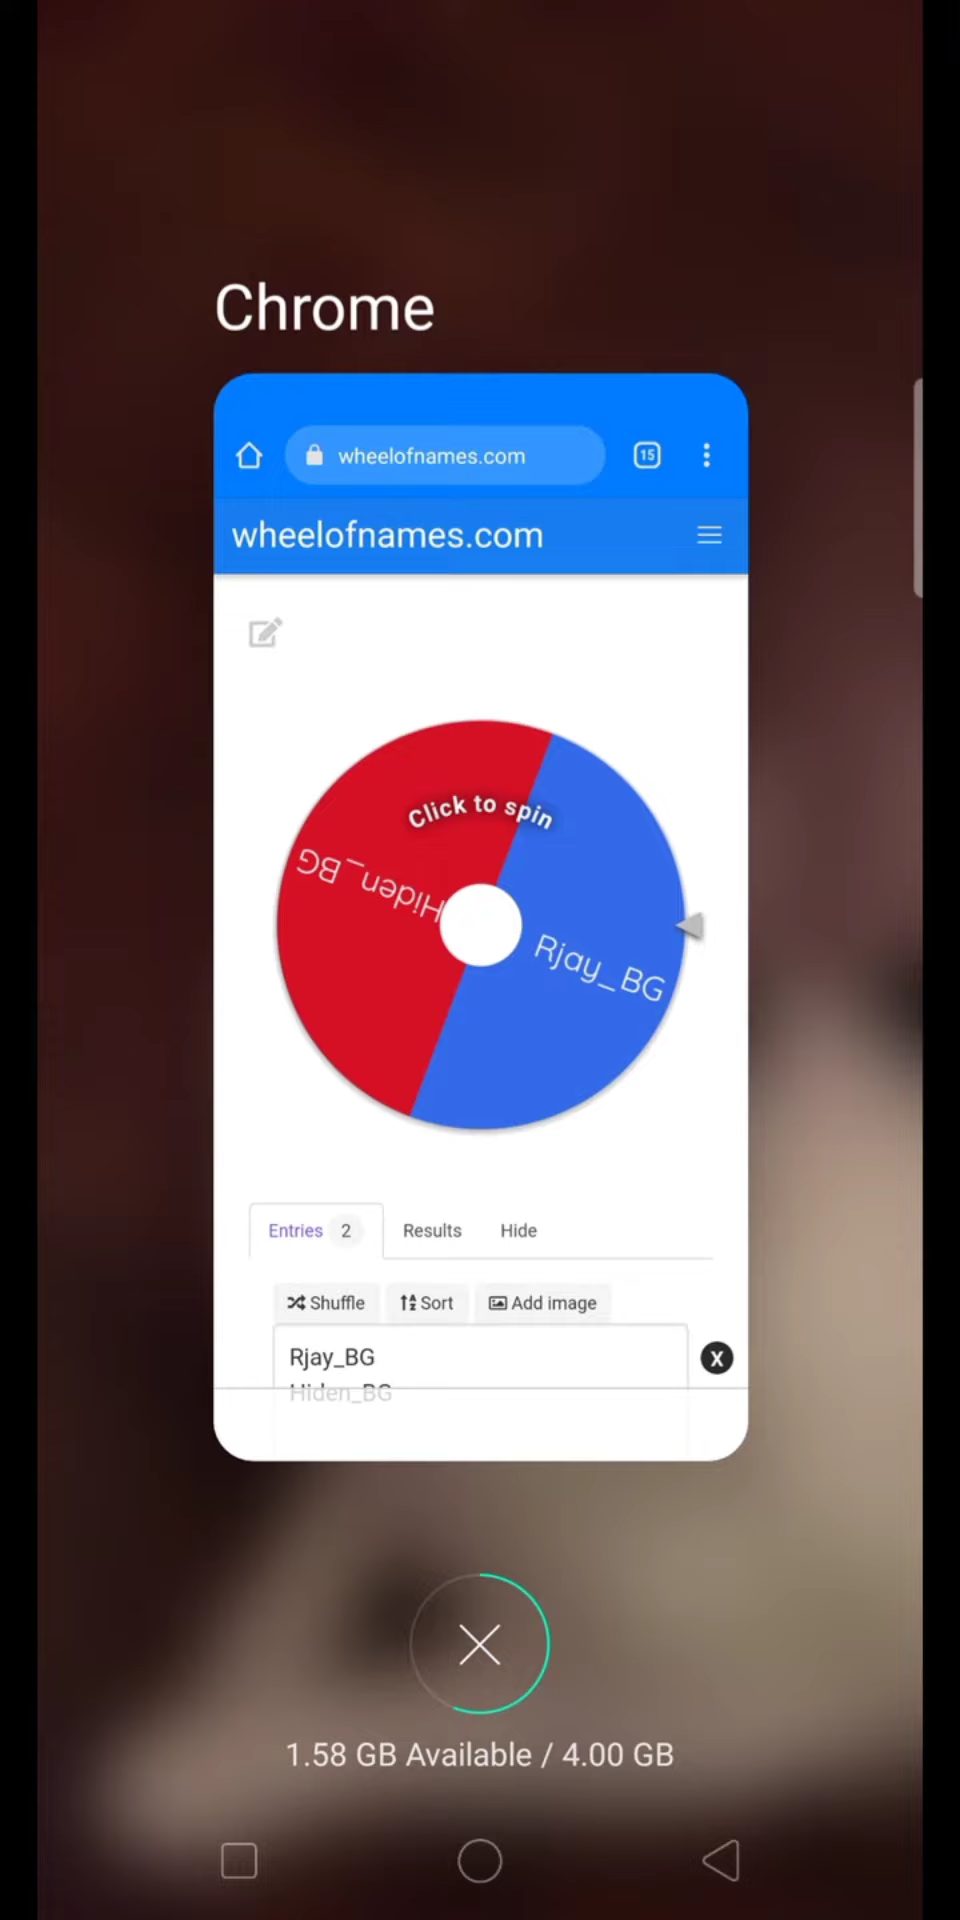 Chrome
wheelofnames.com
15
wheelofnames.com
Click to spin
Hiden_BG
Rjay_BG
Entries 2 Results Hide
Shuffle Sort Add image
Rjay_BG
X
Hiden_BG
1.58 GB Available / 4.00 GB